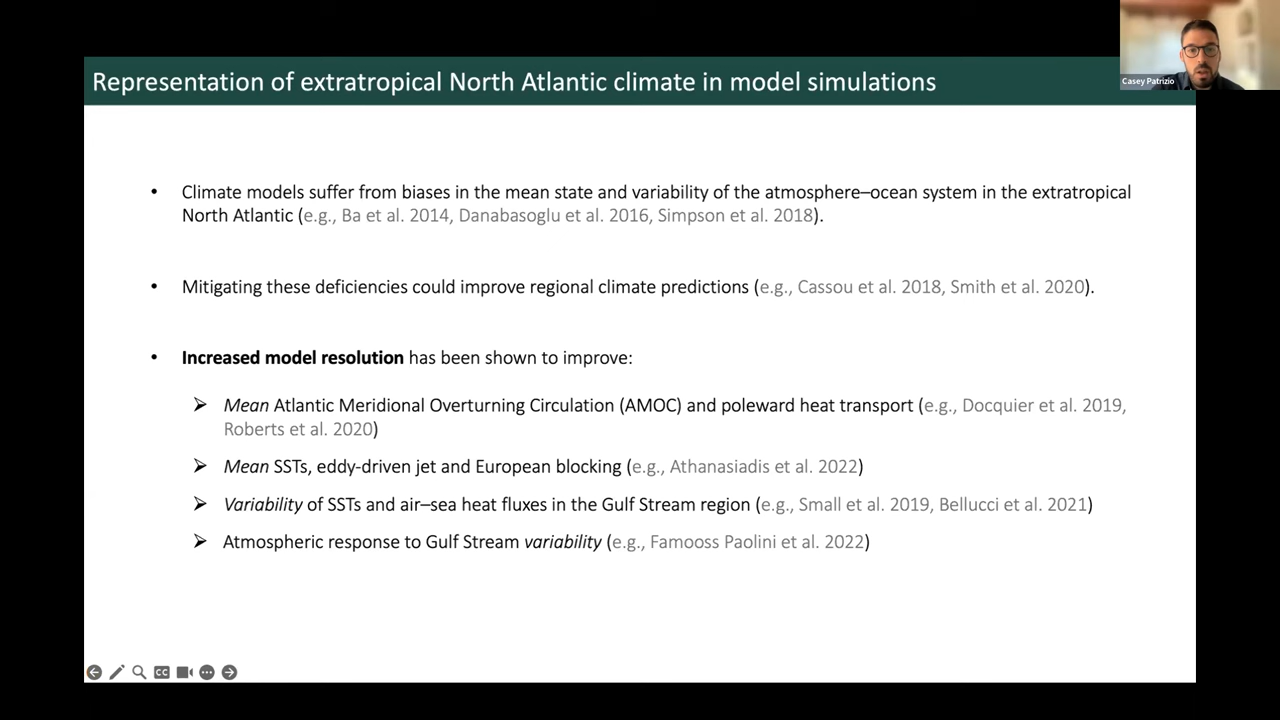 Representation of extratropical North Atlantic climate in model simulations
Casey Patrizio
• Climate models suffer from biases in the mean state and variability of the atmosphere–ocean system in the extratropical
North Atlantic (e.g., Ba et al. 2014, Danabasoglu et al. 2016, Simpson et al. 2018).
• Mitigating these deficiencies could improve regional climate predictions (e.g., Cassou et al. 2018, Smith et al. 2020).
• Increased model resolution has been shown to improve:
➢ Mean Atlantic Meridional Overturning Circulation (AMOC) and poleward heat transport (e.g., Docquier et al. 2019,
Roberts et al. 2020)
➢ Mean SSTs, eddy-driven jet and European blocking (e.g., Athanasiadis et al. 2022)
➢ Variability of SSTs and air–sea heat fluxes in the Gulf Stream region (e.g., Small et al. 2019, Bellucci et al. 2021)
➢ Atmospheric response to Gulf Stream variability (e.g., Famooss Paolini et al. 2022)
CC